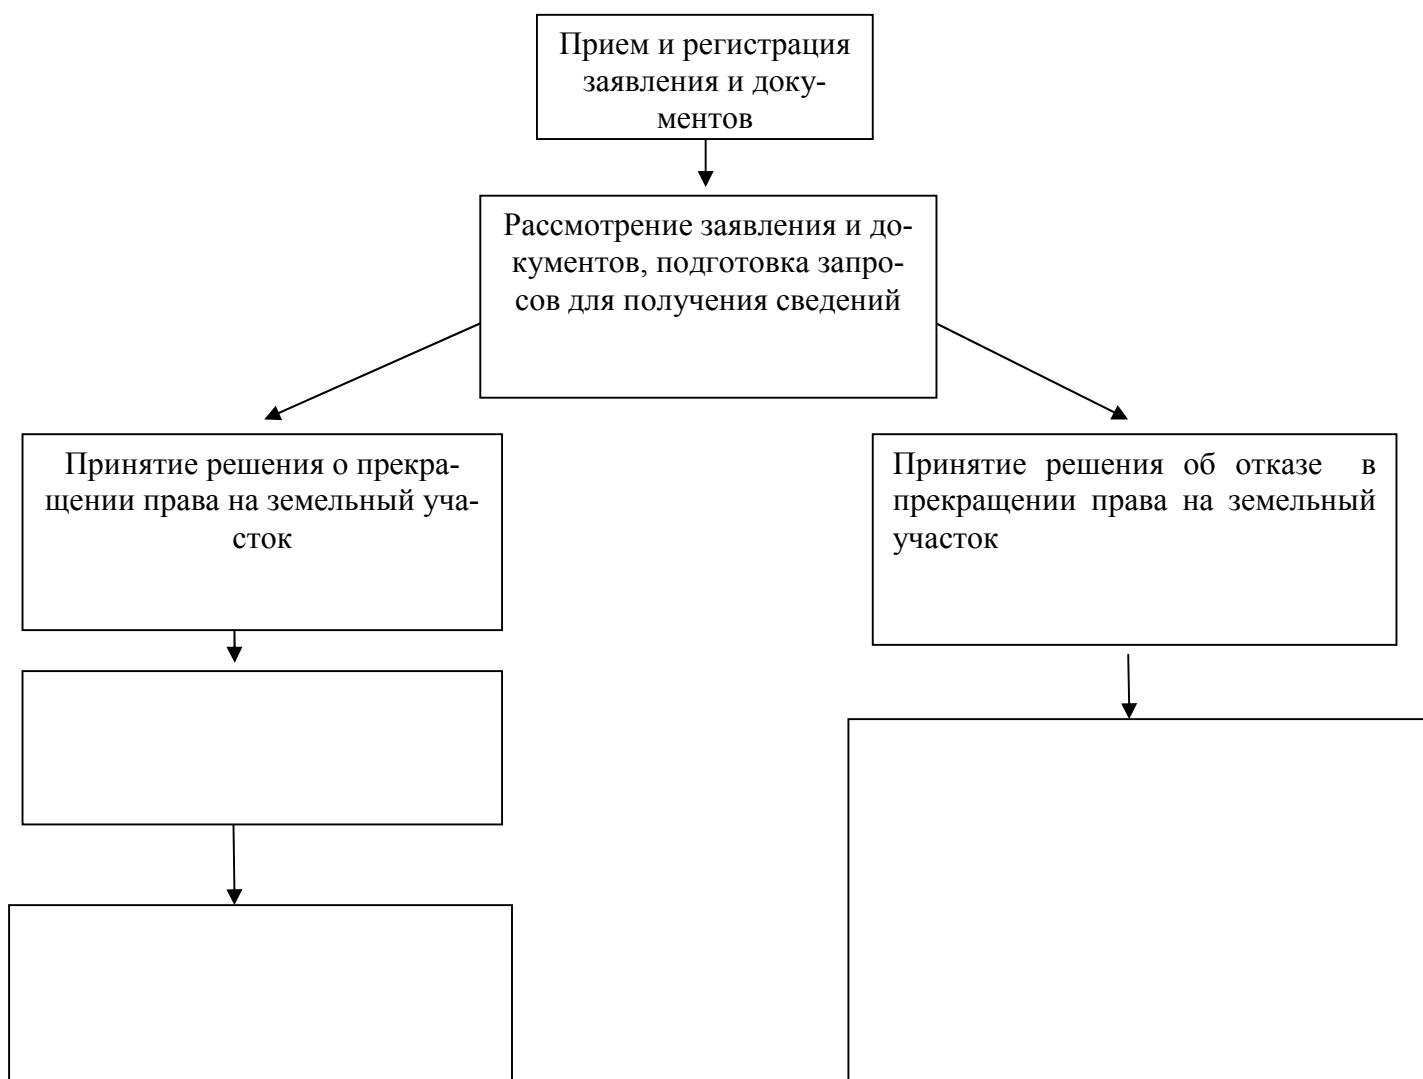 Прием и регистрация
заявления и доку-
ментов
Рассмотрение заявления и до-
кументов, подготовка запро-
сов для получения сведений
Принятие решения о прекра-
щении права на земельный уча-
сток
Принятие решения об отказе в
прекращении права на земельный
участок